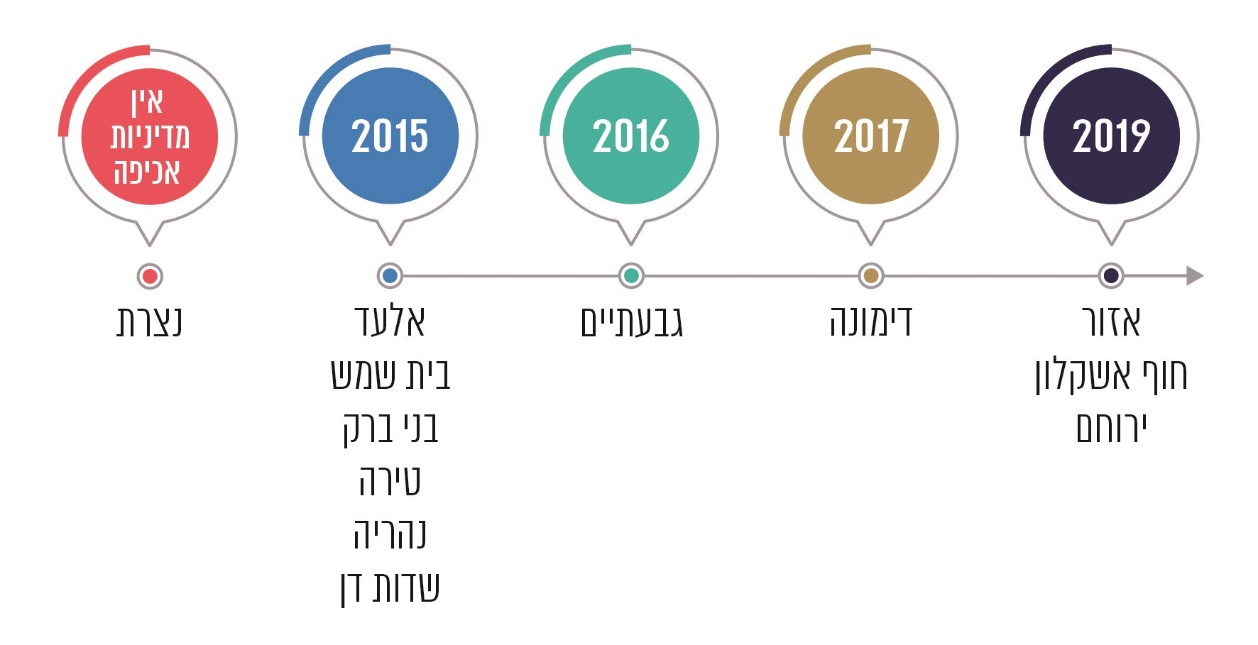 אין
מדיניות
אכיפה
2015
2016
2017
2019
נצרת
אלעד
בית שמש
בני ברק
טירה
נהריה
שדות דן
גבעתיים
דימונה
אזור
חוף אשקלון
ירוחם